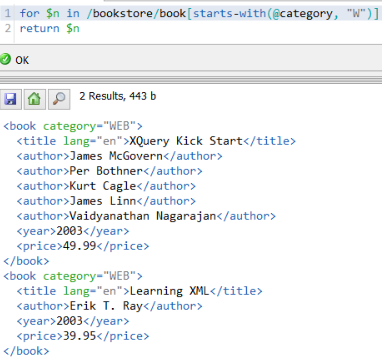 1 for $n in /bookstore/book[starts-with(@category, "W")]
2 return $n
OK
2 Results, 443 b
<book category="WEB">
  <title lang="en">XQuery Kick Start</title>
  <author>James McGovern</author>
  <author>Per Bothner</author>
  <author>Kurt Cagle</author>
  <author>James Linn</author>
  <author>Vaidyanathan Nagarajan</author>
  <year>2003</year>
  <price>49.99</price>
</book>
<book category="WEB">
  <title lang="en">Learning XML</title>
  <author>Erik T. Ray</author>
  <year>2003</year>
  <price>39.95</price>
</book>